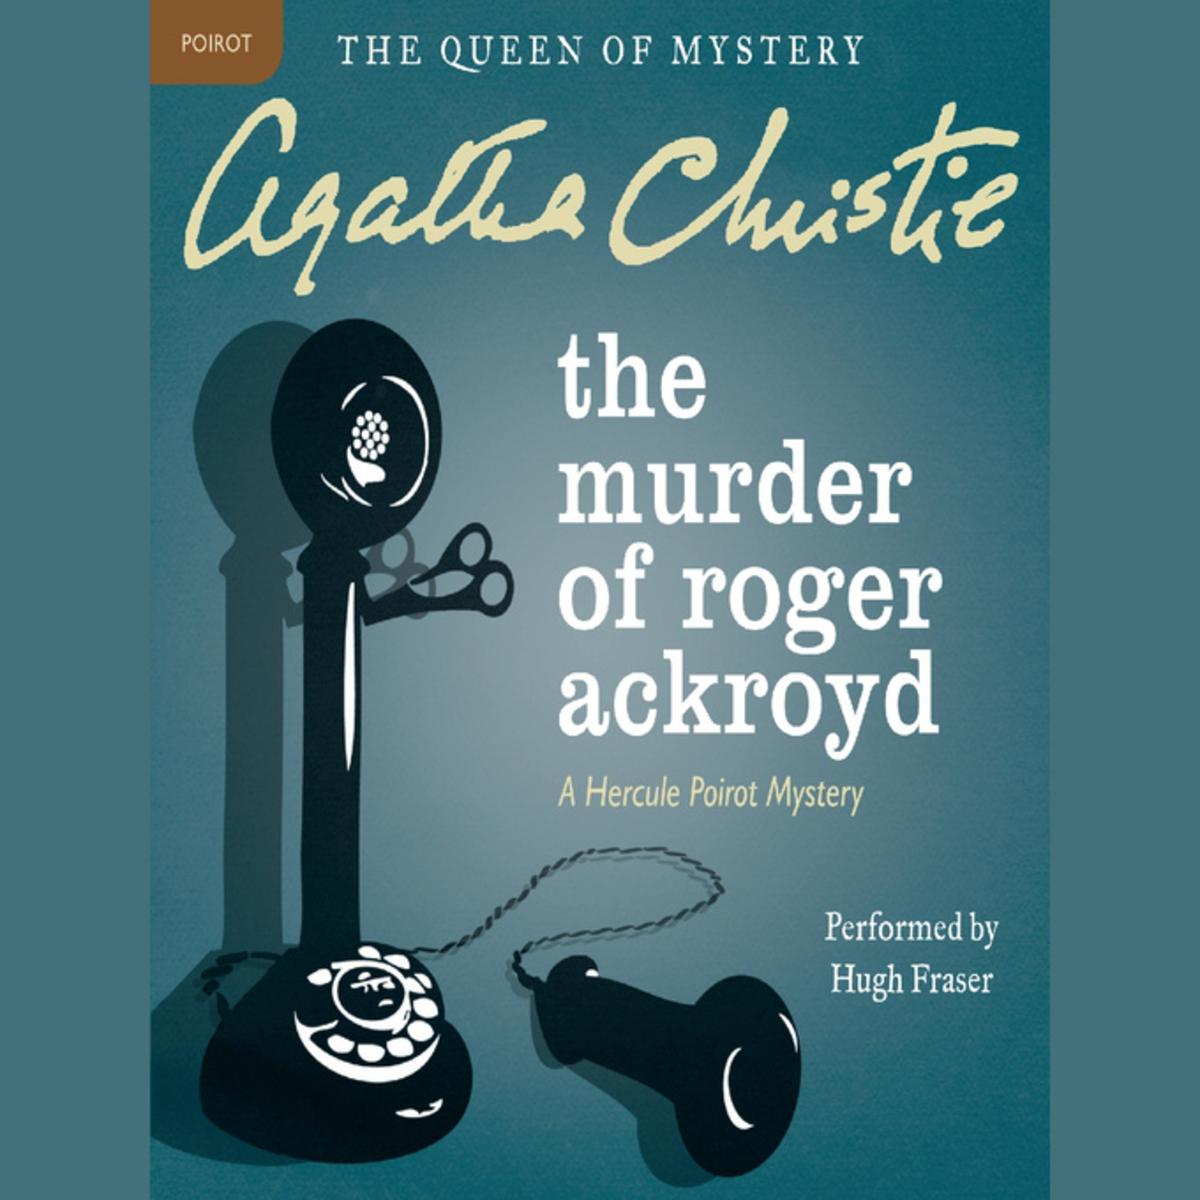 POIROT
THE QUEEN OF MYSTERY
Agatha Christie
the
murder
of roger
ackroyd
A Hercule Poirot Mystery
Performed by
Hugh Fraser